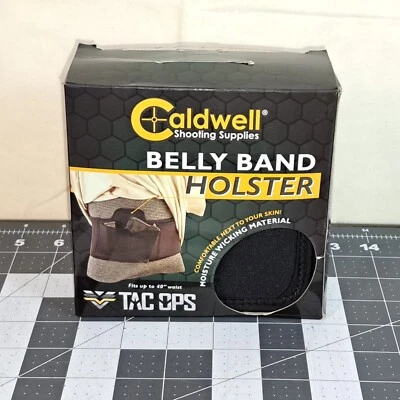 Caldwell®
Shooting Supplies
BELLY BAND
HOLSTER
COMFORTABLE NEXT TO YOUR SKIN!
MOISTURE WICKING MATERIAL
Fits up to 40" waist
TAC OPS
5
6
13
14